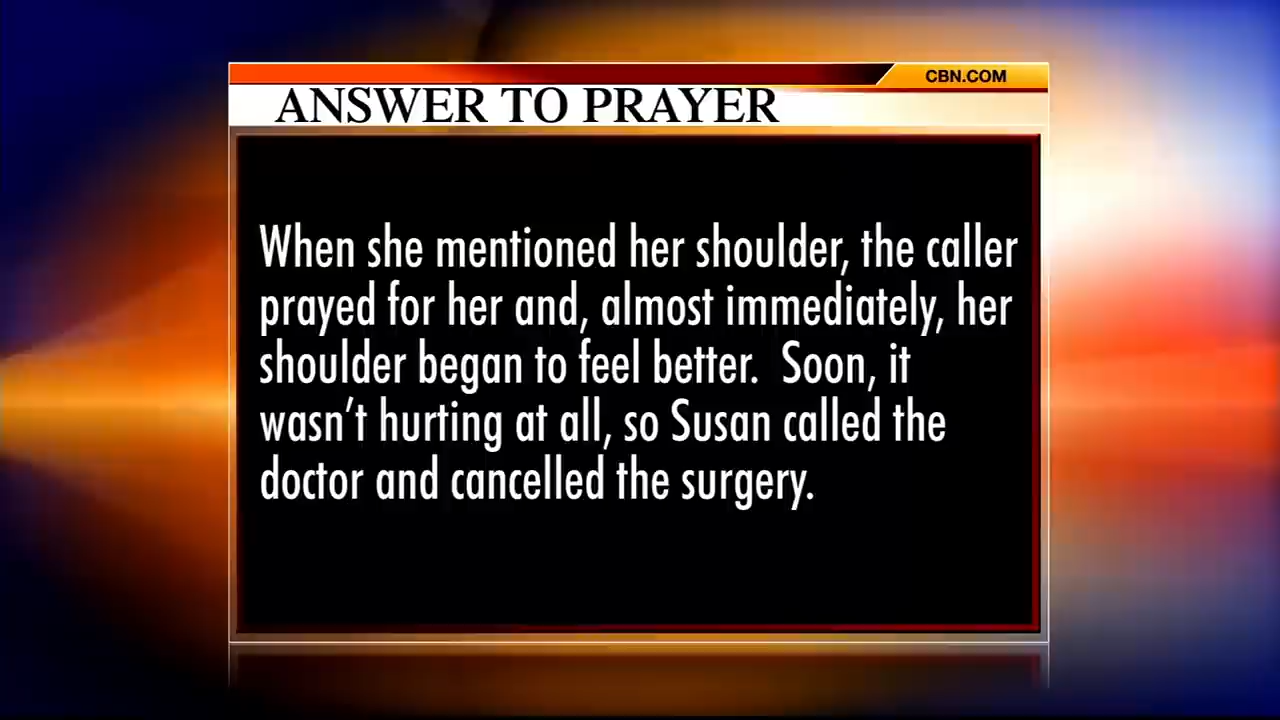 CBN.COM
ANSWER TO PRAYER
When she mentioned her shoulder, the caller
prayed for her and, almost immediately, her
shoulder began to feel better.  Soon, it
wasn’t hurting at all, so Susan called the
doctor and cancelled the surgery.